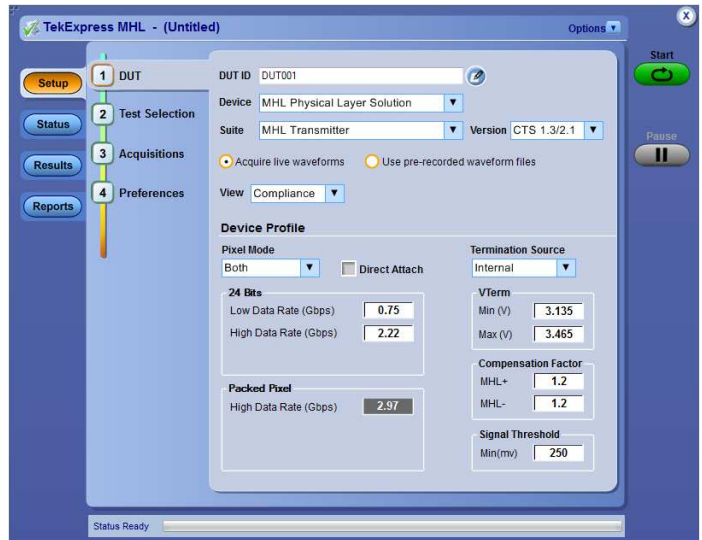 TekExpress MHL - (Untitled)
Options
X
Start
Setup
Status
Results
Reports
1 DUT
2 Test Selection
3 Acquisitions
4 Preferences
DUT ID DUT001
Device MHL Physical Layer Solution
Suite MHL Transmitter Version CTS 1.3/2.1
Acquire live waveforms Use pre-recorded waveform files
View Compliance
Pause
Device Profile
Pixel Mode
Both Direct Attach
Termination Source
Internal
24 Bits
Low Data Rate (Gbps) 0.75
High Data Rate (Gbps) 2.22
VTerm
Min (V) 3.135
Max (V) 3.465
Packed Pixel
High Data Rate (Gbps) 2.97
Compensation Factor
MHL+ 1.2
MHL- 1.2
Signal Threshold
Min(mv) 250
Status Ready